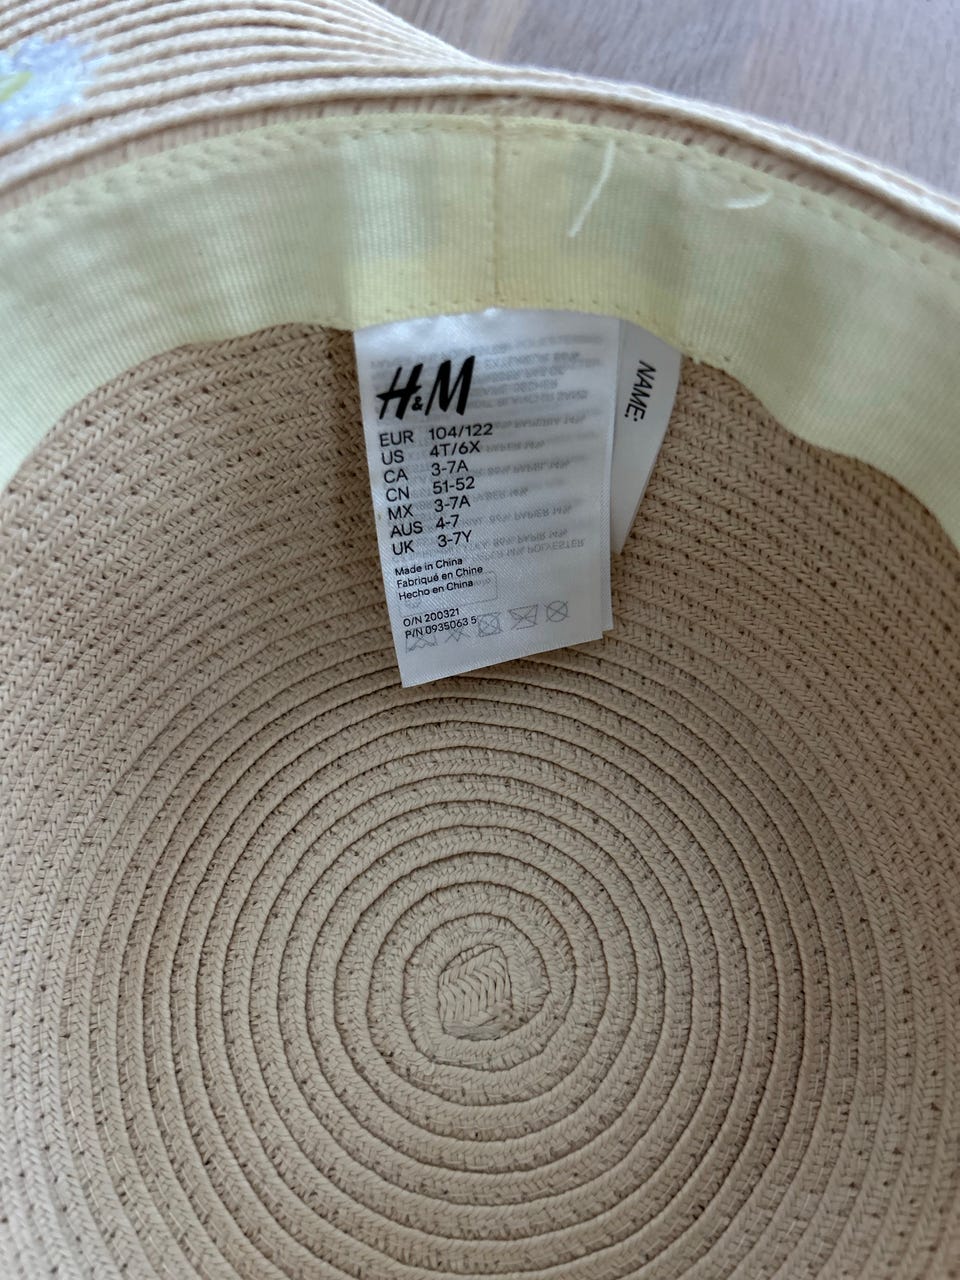 H&M
EUR 104/122
US 4T/6X
CA 3-7A
CN 51-52
MX 3-7A
AUS 4-7
UK 3-7Y
Made in China
Fabriqué en Chine
Hecho en China
O/N 200321
P/N 0935063 5
NAME: